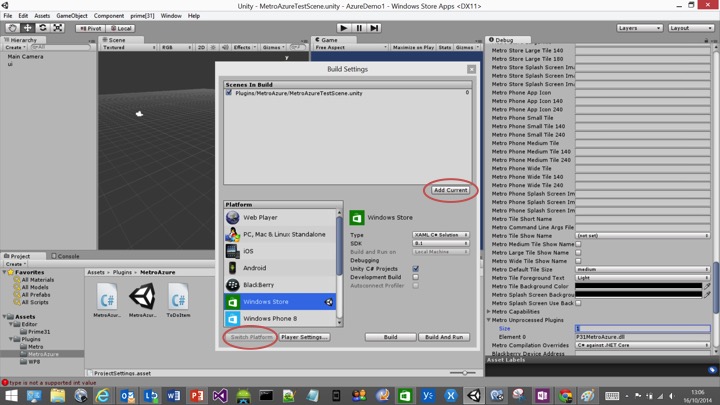 Unity - MetroAzureTestScene.unity - AzureDemo1 - Windows Store Apps <DX11>
File Edit Assets GameObject Component prime[31] Window Help
Pivot Local Layers Layout
Hierarchy
Create
Main Camera
ui
Scene
Textured RGB 2D Effects Gizmos
y
Game
Free Aspect Maximize on Play Stats Gizmos
Build Settings
Scenes In Build
Plugins/MetroAzure/MetroAzureTestScene.unity 0
Add Current
Platform
Web Player
PC, Mac & Linux Standalone
iOS
Android
BlackBerry
Windows Store
Windows Phone 8
Windows Store
Type XAML C# Solution
SDK 8.1
Build and Run on Local Machine
Debugging
Unity C# Projects
Development Build
Autoconnect Profiler
Switch Platform Player Settings... Build Build And Run
Project Console
Create
Favorites
All Materials
All Models
All Prefabs
All Scripts
Assets
Editor
Prime31
Plugins
Metro
MetroAzure
WP8
Assets Plugins MetroAzure
MetroAzur... MetroAzur... ToDoItem
ProjectSettings.asset
type is not a supported int value
Debug
Metro Store Large Tile 140
Metro Store Large Tile 180
Metro Store Splash Screen Ima
Metro Store Splash Screen Ima
Metro Store Splash Screen Ima
Metro Phone App Icon
Metro Phone App Icon 140
Metro Phone App Icon 240
Metro Phone Small Tile
Metro Phone Small Tile 140
Metro Phone Small Tile 240
Metro Phone Medium Tile
Metro Phone Medium Tile 140
Metro Phone Medium Tile 240
Metro Phone Wide Tile
Metro Phone Wide Tile 140
Metro Phone Wide Tile 240
Metro Phone Splash Screen Im
Metro Phone Splash Screen Im
Metro Phone Splash Screen Im
Metro Tile Short Name
Metro Command Line Args File
Metro Tile Show Name (not set)
Metro Medium Tile Show Name
Metro Large Tile Show Name
Metro Wide Tile Show Name
Metro Default Tile Size medium
Metro Tile Foreground Text Light
Metro Tile Background Color
Metro Splash Screen Backgrou
Metro Splash Screen Use Back
Metro Capabilities
Metro Unprocessed Plugins
Size 1
Element 0 P31MetroAzure.dll
Metro Compilation Overrides C# against .NET Core
Blackberry Device Address
Asset Labels
13:06
16/10/2014